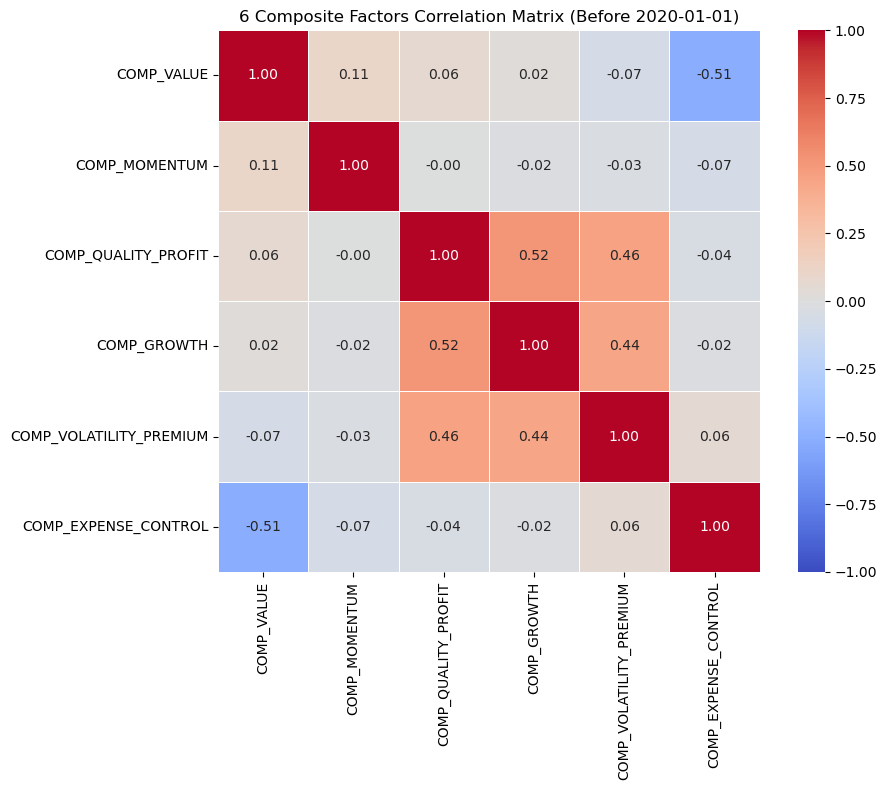 6 Composite Factors Correlation Matrix (Before 2020-01-01)
COMP_VALUE 1.00 0.11 0.06 0.02 -0.07 -0.51
COMP_MOMENTUM 0.11 1.00 -0.00 -0.02 -0.03 -0.07
COMP_QUALITY_PROFIT 0.06 -0.00 1.00 0.52 0.46 -0.04
COMP_GROWTH 0.02 -0.02 0.52 1.00 0.44 -0.02
COMP_VOLATILITY_PREMIUM -0.07 -0.03 0.46 0.44 1.00 0.06
COMP_EXPENSE_CONTROL -0.51 -0.07 -0.04 -0.02 0.06 1.00
COMP_VALUE
COMP_MOMENTUM
COMP_QUALITY_PROFIT
COMP_GROWTH
COMP_VOLATILITY_PREMIUM
COMP_EXPENSE_CONTROL
1.00
0.75
0.50
0.25
0.00
−0.25
−0.50
−0.75
−1.00